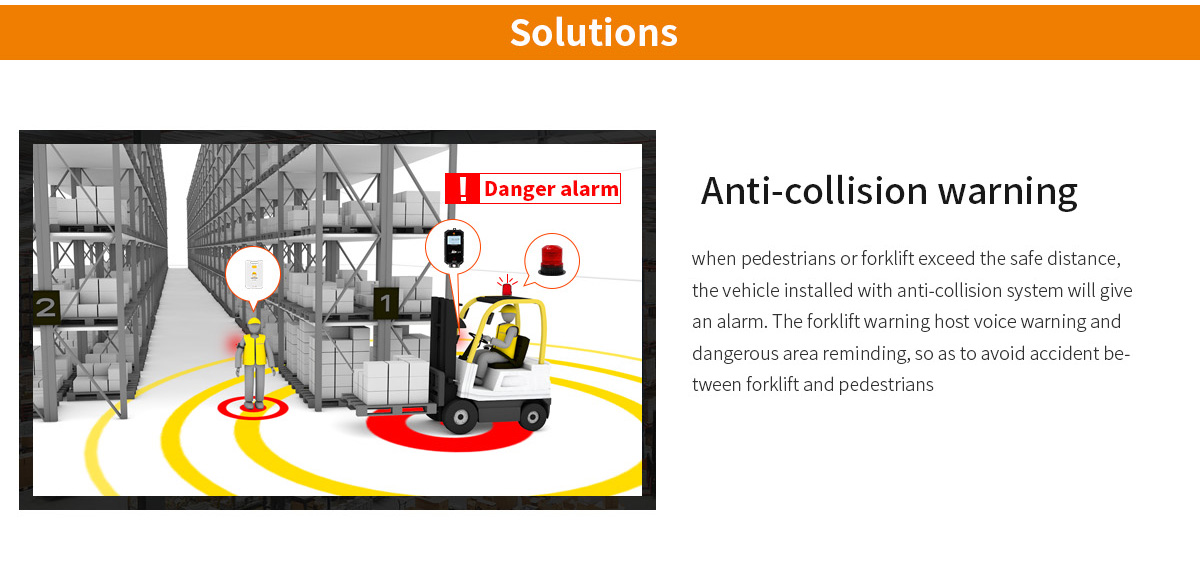 Solutions
! Danger alarm
2
1
Anti-collision warning
when pedestrians or forklift exceed the safe distance,
the vehicle installed with anti-collision system will give
an alarm. The forklift warning host voice warning and
dangerous area reminding, so as to avoid accident be-
tween forklift and pedestrians